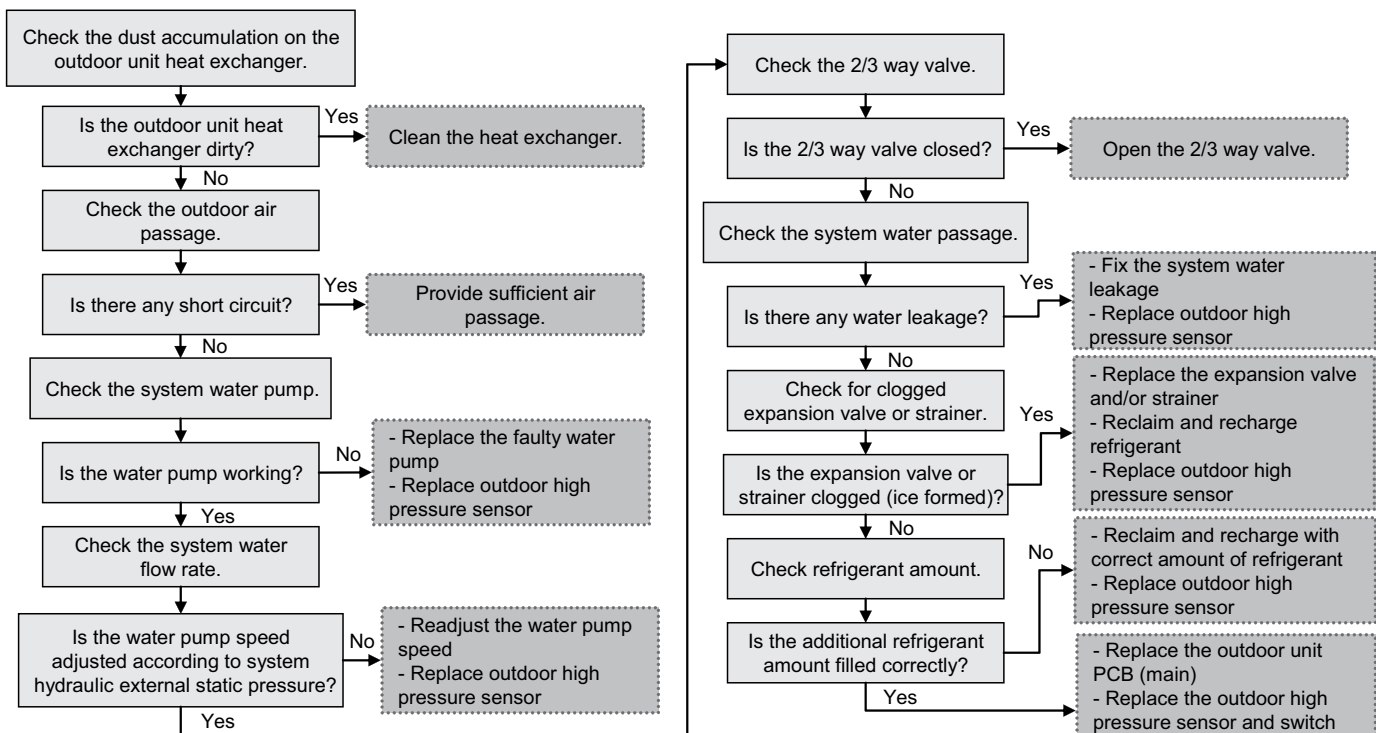 Check the dust accumulation on the
outdoor unit heat exchanger.
Is the outdoor unit heat
exchanger dirty?
Yes
Clean the heat exchanger.
No
Check the outdoor air
passage.
Is there any short circuit?
Yes
Provide sufficient air
passage.
No
Check the system water pump.
Is the water pump working?
No
- Replace the faulty water
pump
- Replace outdoor high
pressure sensor
Yes
Check the system water
flow rate.
Is the water pump speed
adjusted according to system
hydraulic external static pressure?
No
- Readjust the water pump
speed
- Replace outdoor high
pressure sensor
Yes
Check the 2/3 way valve.
Is the 2/3 way valve closed?
Yes
Open the 2/3 way valve.
No
Check the system water passage.
Is there any water leakage?
Yes
- Fix the system water
leakage
- Replace outdoor high
pressure sensor
No
Check for clogged
expansion valve or strainer.
Is the expansion valve or
strainer clogged (ice formed)?
Yes
- Replace the expansion valve
and/or strainer
- Reclaim and recharge
refrigerant
- Replace outdoor high
pressure sensor
No
Check refrigerant amount.
Is the additional refrigerant
amount filled correctly?
No
- Reclaim and recharge with
correct amount of refrigerant
- Replace outdoor high
pressure sensor
Yes
- Replace the outdoor unit
PCB (main)
- Replace the outdoor high
pressure sensor and switch